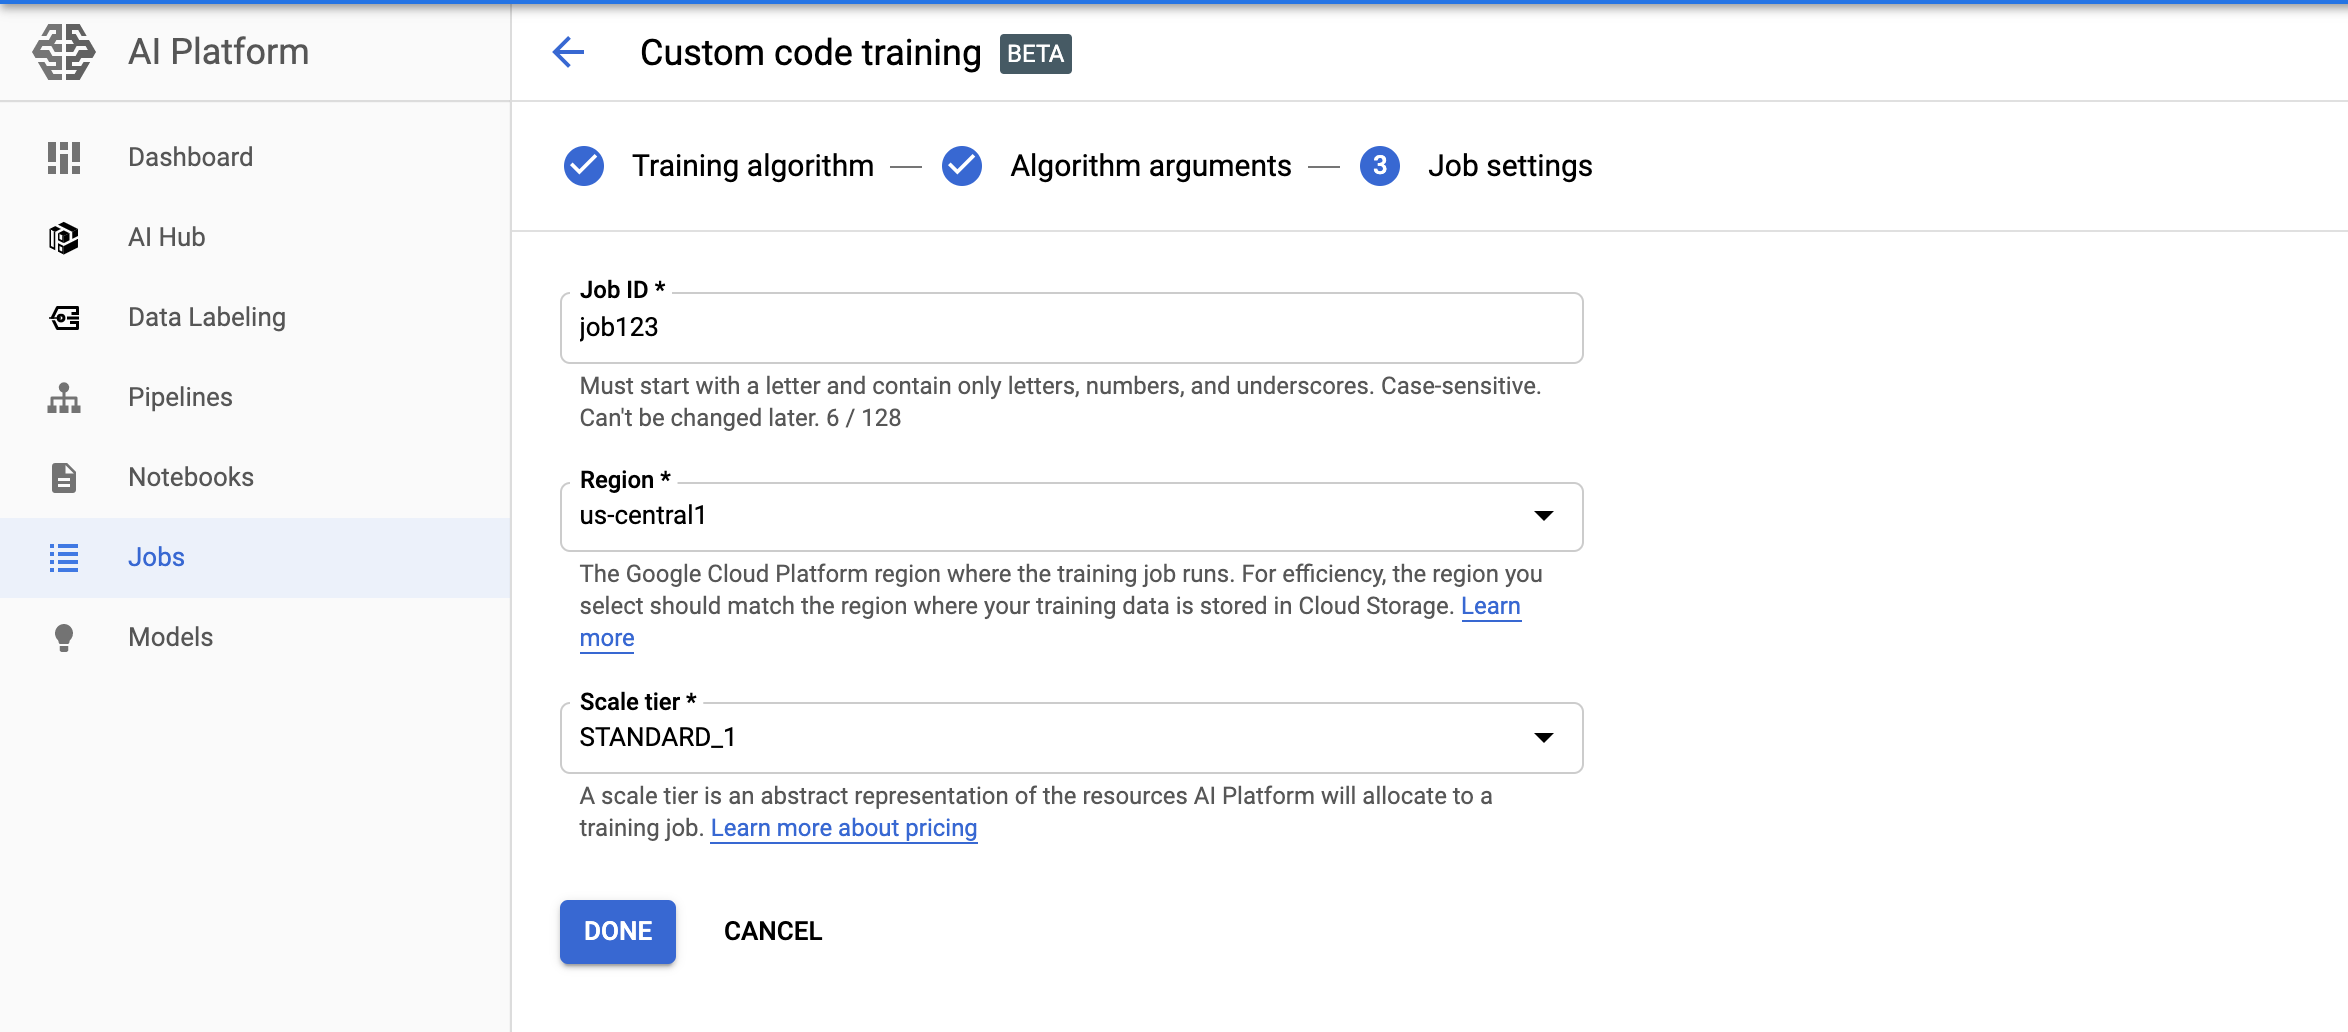 AI Platform
Custom code training BETA
Dashboard
AI Hub
Data Labeling
Pipelines
Notebooks
Jobs
Models
Training algorithm — Algorithm arguments — 3 Job settings
Job ID *
job123
Must start with a letter and contain only letters, numbers, and underscores. Case-sensitive.
Can't be changed later. 6 / 128
Region *
us-central1
The Google Cloud Platform region where the training job runs. For efficiency, the region you
select should match the region where your training data is stored in Cloud Storage. Learn
more
Scale tier *
STANDARD_1
A scale tier is an abstract representation of the resources AI Platform will allocate to a
training job. Learn more about pricing
DONE CANCEL